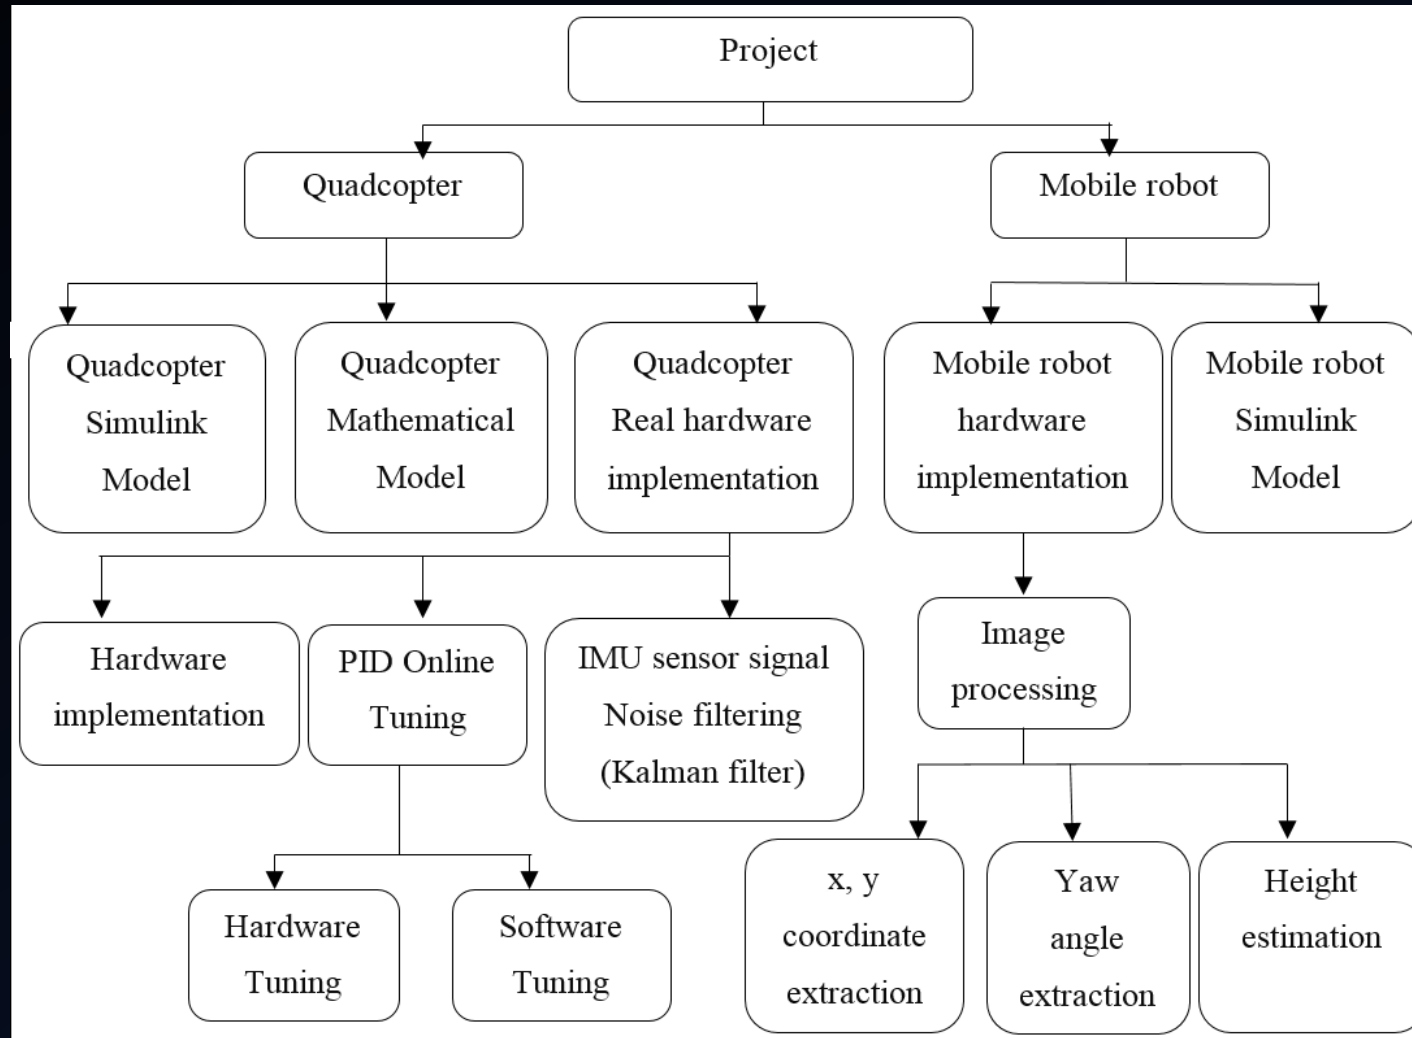 Project
Quadcopter
Mobile robot
Quadcopter
Simulink
Model
Quadcopter
Mathematical
Model
Quadcopter
Real hardware
implementation
Mobile robot
hardware
implementation
Mobile robot
Simulink
Model
Hardware
implementation
PID Online
Tuning
IMU sensor signal
Noise filtering
(Kalman filter)
Image
processing
Hardware
Tuning
Software
Tuning
x, y
coordinate
extraction
Yaw
angle
extraction
Height
estimation